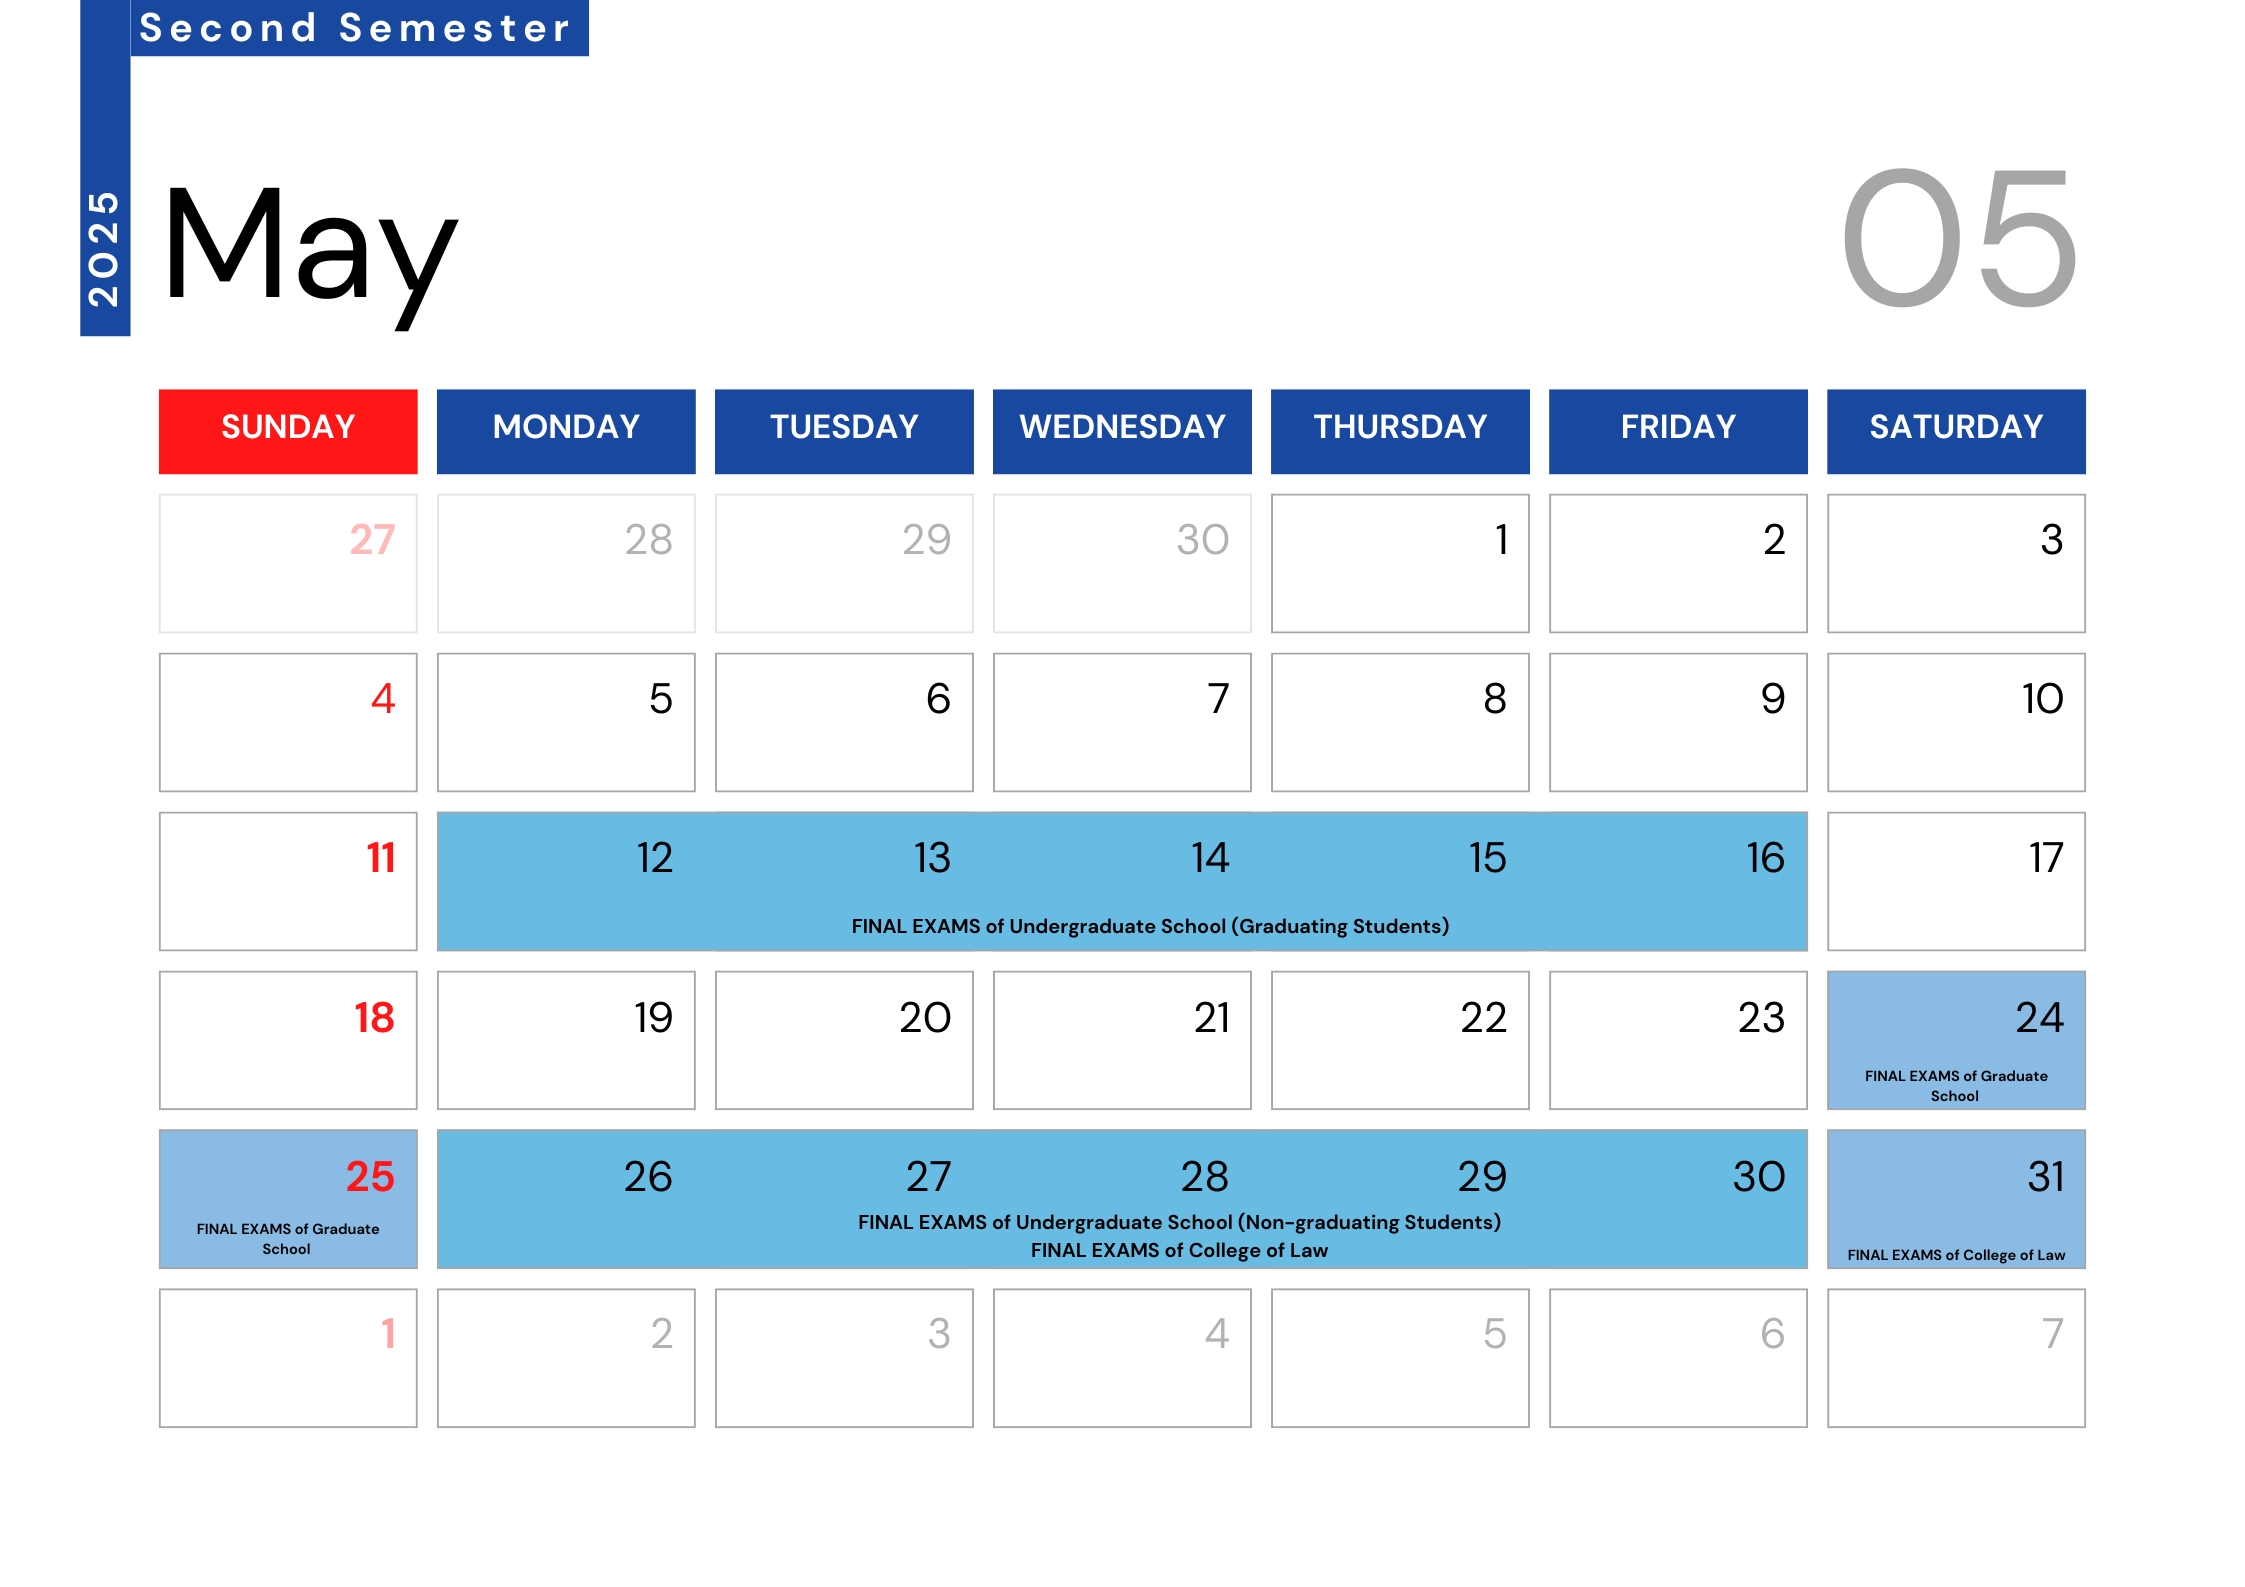 Second Semester
2025
May
05
SUNDAY MONDAY TUESDAY WEDNESDAY THURSDAY FRIDAY SATURDAY
27 28 29 30 1 2 3
4 5 6 7 8 9 10
11 12 13 14 15 16 17
FINAL EXAMS of Undergraduate School (Graduating Students)
18 19 20 21 22 23 24
FINAL EXAMS of Graduate
School
25 26 27 28 29 30 31
FINAL EXAMS of Graduate
School
FINAL EXAMS of Undergraduate School (Non-graduating Students)
FINAL EXAMS of College of Law
FINAL EXAMS of College of Law
1 2 3 4 5 6 7